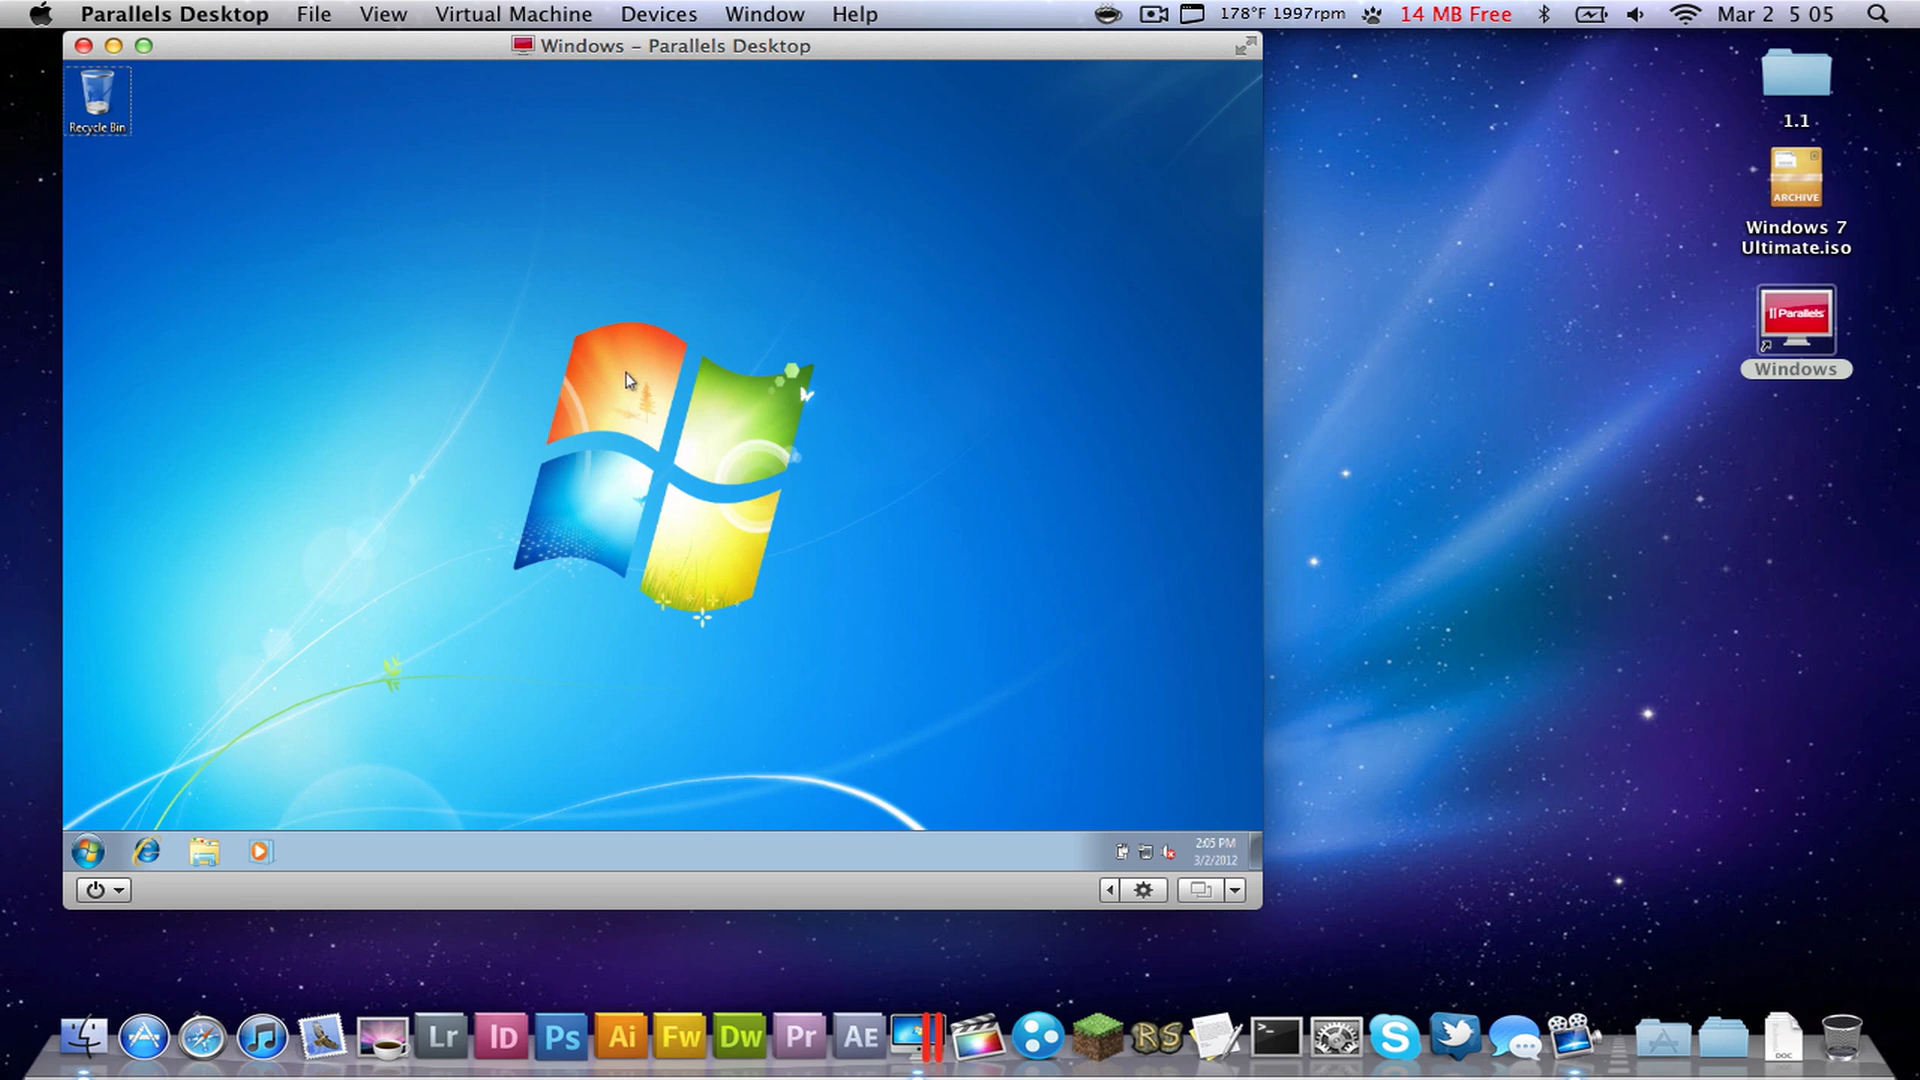 Parallels Desktop File View Virtual Machine Devices Window Help 178°F 1997rpm 14 MB Free Mar 2 5 05
Windows – Parallels Desktop
Recycle Bin
1.1
ARCHIVE
Windows 7
Ultimate.iso
Parallels
Windows
2:05 PM
3/2/2012
Lr ID Ps Ai Fw Dw Pr AE RS S DOC